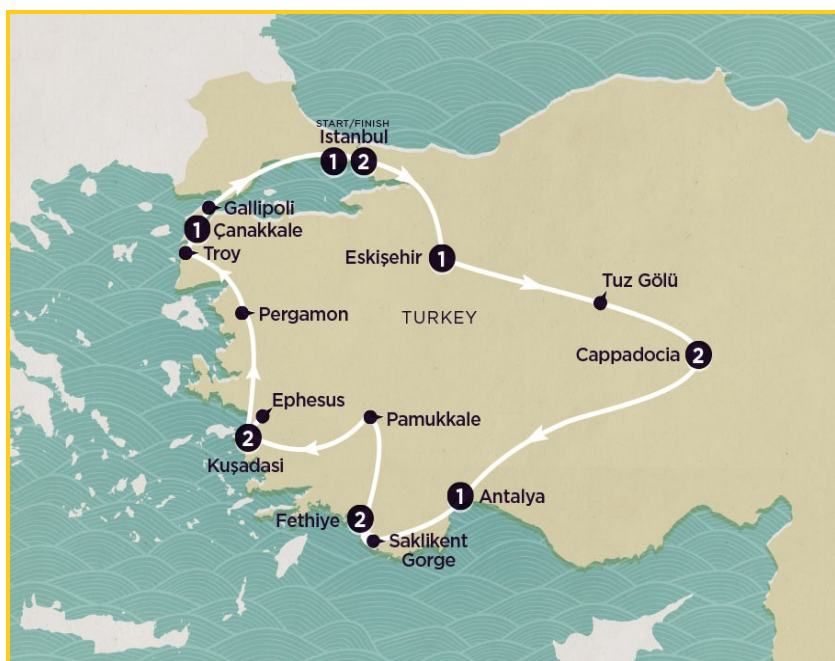 START/FINISH
Istanbul
1 2
Gallipoli
1 Çanakkale
Troy
Eskişehir 1
Tuz Gölü
Pergamon
TURKEY
Cappadocia 2
Ephesus
Pamukkale
2
Kuşadasi
1 Antalya
Fethiye 2
Saklikent
Gorge